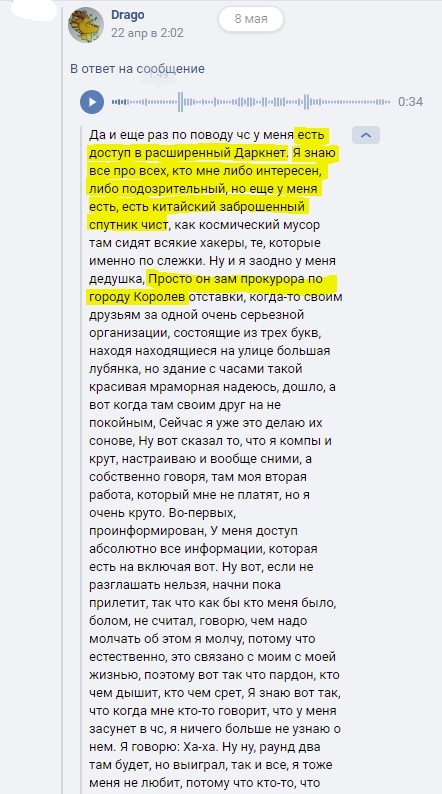 Drago
8 мая
22 апр в 2:02
В ответ на сообщение
0:34
Да и еще раз по поводу чс у меня есть
доступ в расширенный Даркнет. Я знаю
все про всех, кто мне либо интересен,
либо подозрительный, но еще у меня
есть, есть китайский заброшенный
спутник чист, как космический мусор
там сидят всякие хакеры, те, которые
именно по слежки. Ну и я заодно у меня
дедушка, Просто он зам прокурора по
городу Королев отставки, когда-то своим
друзьям за одной очень серьезной
организации, состоящие из трех букв,
находя находящиеся на улице большая
лубянка, но здание с часами такой
красивая мраморная надеюсь, дошло, а
вот когда там своим друг на не
покойным, Сейчас я уже это делаю их
сонове, Ну вот сказал то, что я компы и
крут, настраиваю и вообще сними, а
собственно говоря, там моя вторая
работа, который мне не платят, но я
очень круто. Во-первых,
проинформирован, У меня доступ
абсолютно все информации, которая
есть на включая вот. Ну вот, если не
разглашать нельзя, начни пока
прилетит, так что как бы кто меня было,
болом, не считал, говорю, чем надо
молчать об этом я молчу, потому что
естественно, это связано с моим с моей
жизнью, поэтому вот так что пардон, кто
чем дышит, кто чем срет, Я знаю вот так,
что когда мне кто-то говорит, что у меня
засунет в чс, я ничего больше не узнаю о
нем. Я говорю: Ха-ха. Ну ну, раунд два
там будет, но выиграл, так и все, я тоже
меня не любит, потому что кто-то, что